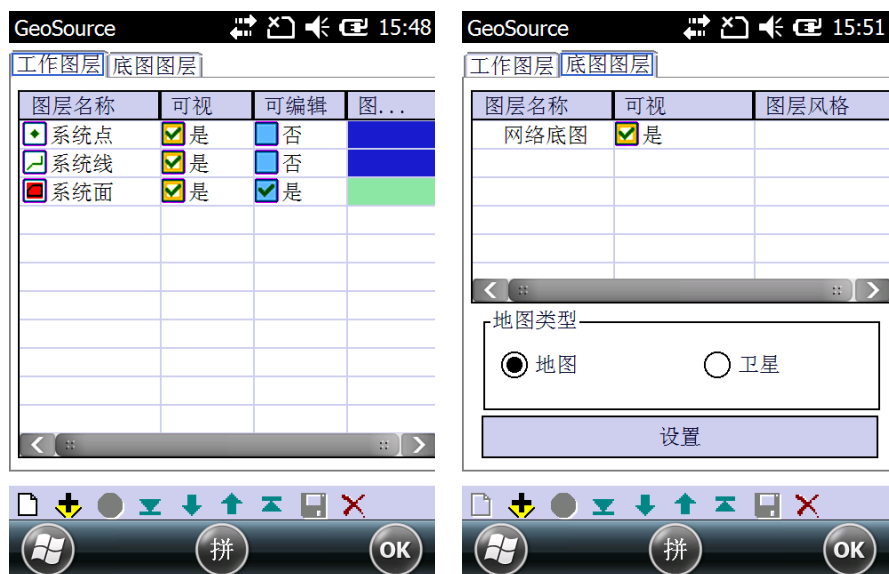 GeoSource 15:48
工作图层 底图图层
图层名称 可视 可编辑 图...
系统点 是 否
系统线 是 否
系统面 是 是
拼 OK
GeoSource 15:51
工作图层 底图图层
图层名称 可视 图层风格
网络底图 是
地图类型
地图 卫星
设置
拼 OK